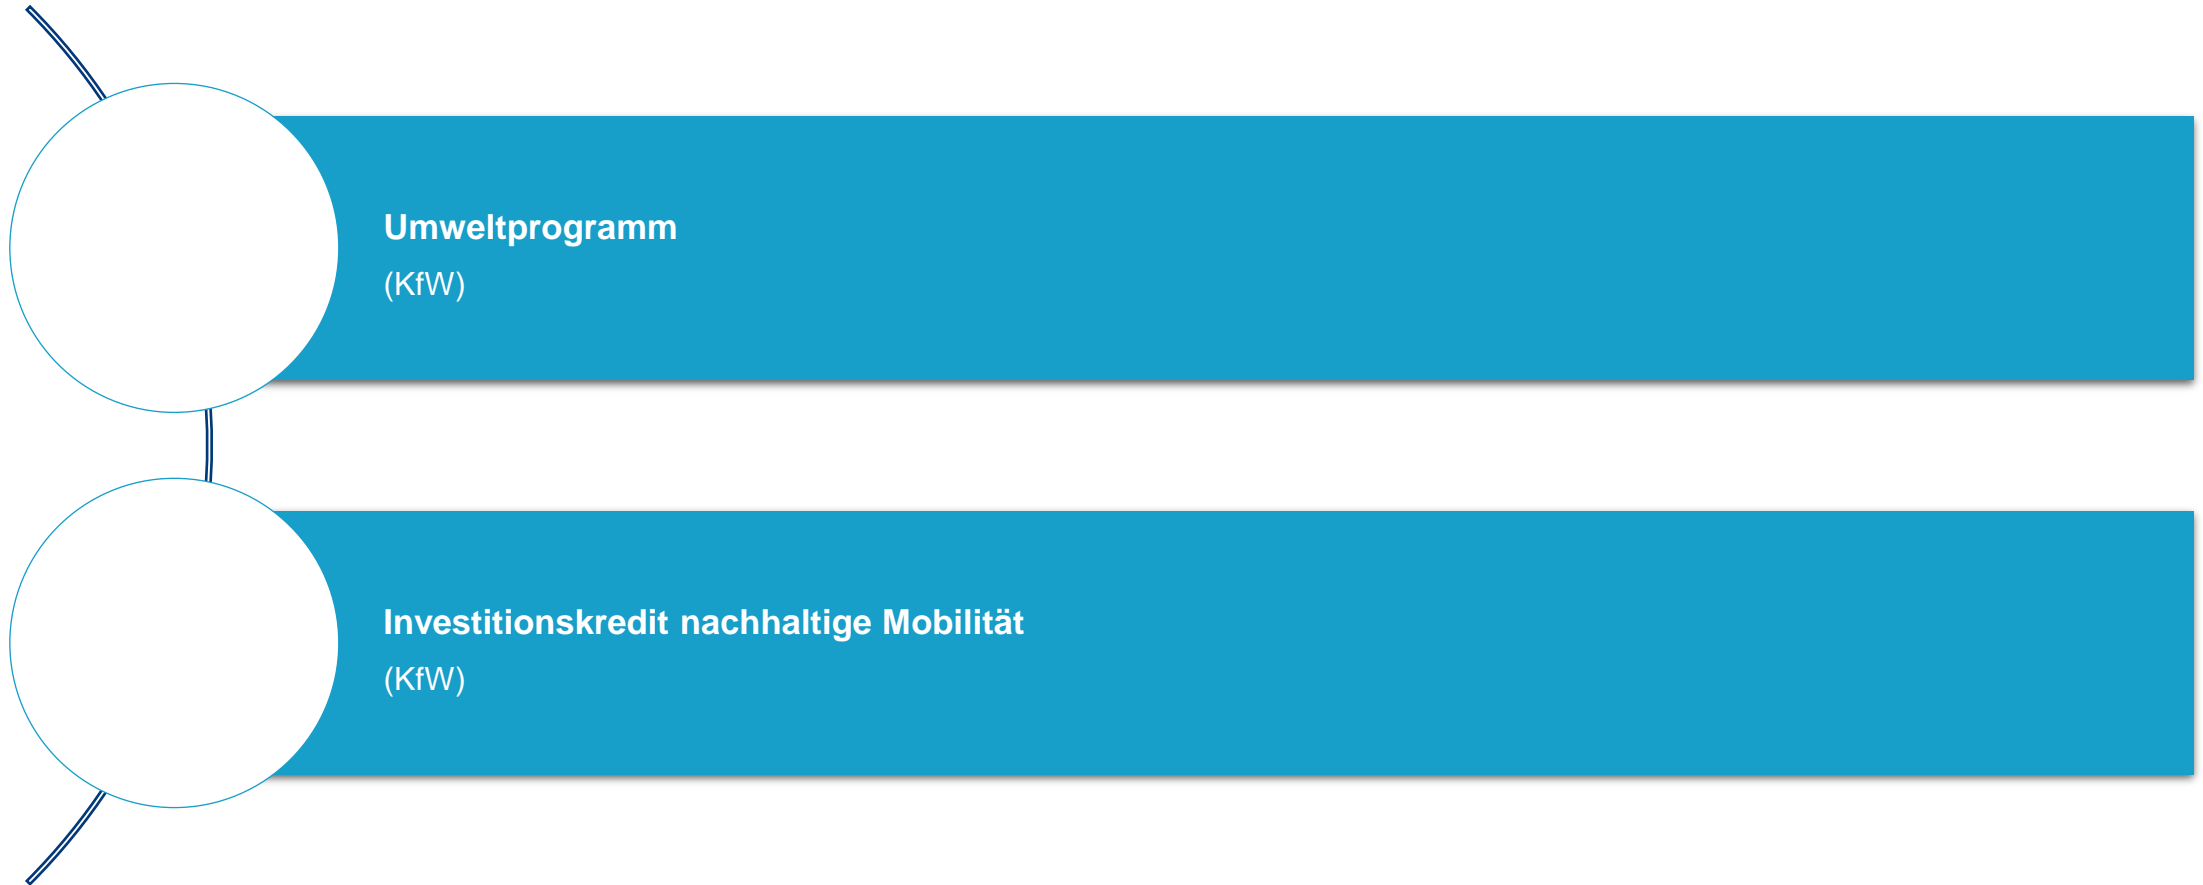 Umweltprogramm
(KfW)
Investitionskredit nachhaltige Mobilität
(KfW)